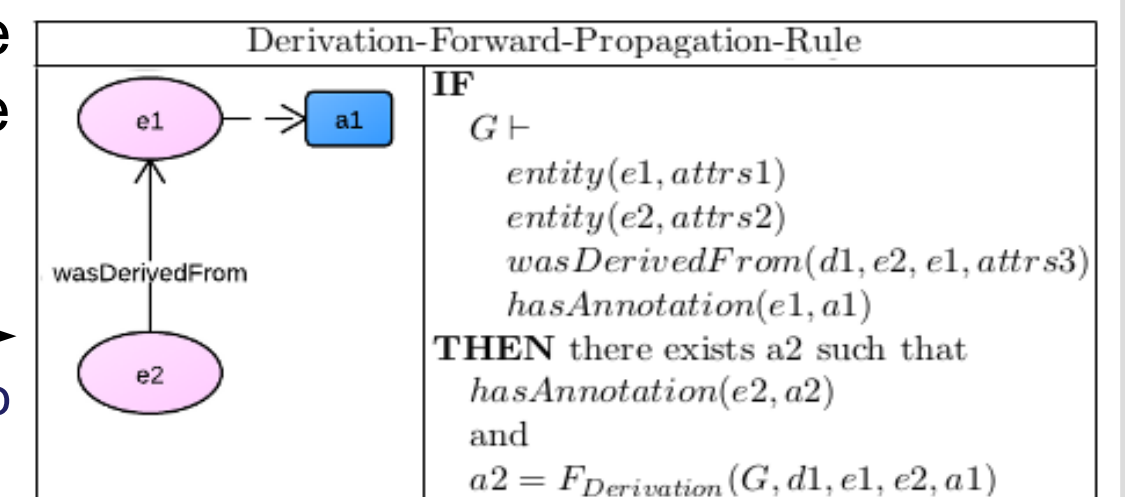 e
Derivation-Forward-Propagation-Rule
e
e1
a1
wasDerivedFrom
e2
IF
G ⊢
entity(e1, attrs1)
entity(e2, attrs2)
wasDerivedFrom(d1, e2, e1, attrs3)
hasAnnotation(e1, a1)
THEN there exists a2 such that
hasAnnotation(e2, a2)
and
a2 = F_Derivation(G, d1, e1, e2, a1)